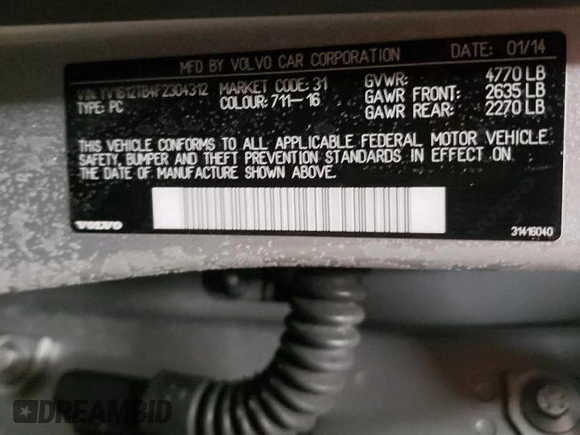 MFD BY VOLVO CAR CORPORATION DATE: 01/14
VIN: YV1612TB4F2304312 MARKET CODE: 31 GVWR: 4770 LB
TYPE: PC COLOUR: 711-16 GAWR FRONT: 2635 LB
GAWR REAR: 2270 LB
THIS VEHICLE CONFORMS TO ALL APPLICABLE FEDERAL MOTOR VEHICLE
SAFETY, BUMPER AND THEFT PREVENTION STANDARDS IN EFFECT ON
THE DATE OF MANUFACTURE SHOWN ABOVE.
VOLVO 31416040
DREAMBID